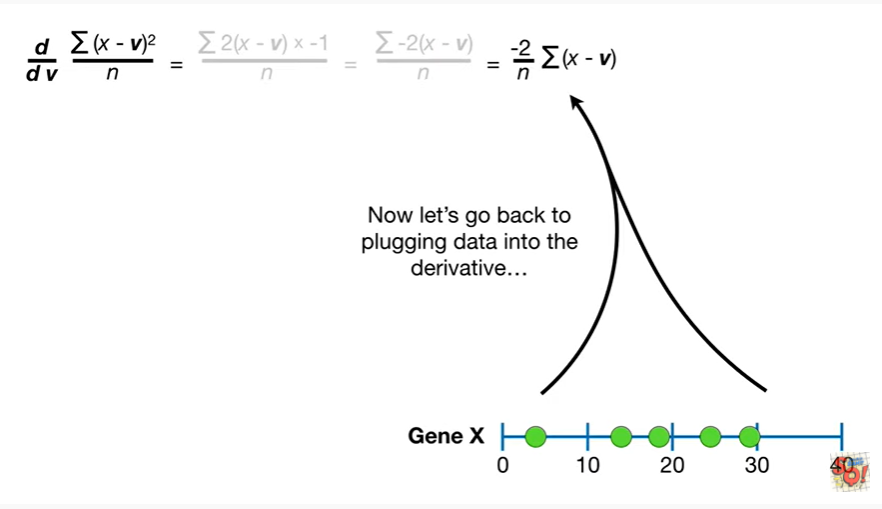 d/dv ∑(x - v)²/n = ∑ 2(x - v) × -1/n = ∑ -2(x - v)/n = -2/n ∑(x - v)
Now let’s go back to
plugging data into the
derivative…
Gene X
0 10 20 30 40